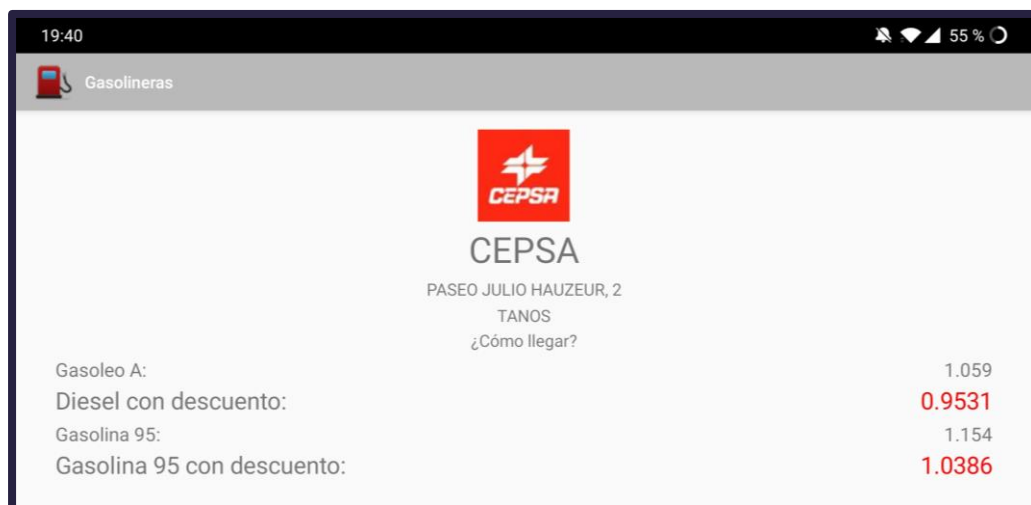 19:40 55 %
Gasolineras
CEPSA
CEPSA
PASEO JULIO HAUZEUR, 2
TANOS
¿Cómo llegar?
Gasoleo A: 1.059
Diesel con descuento: 0.9531
Gasolina 95: 1.154
Gasolina 95 con descuento: 1.0386